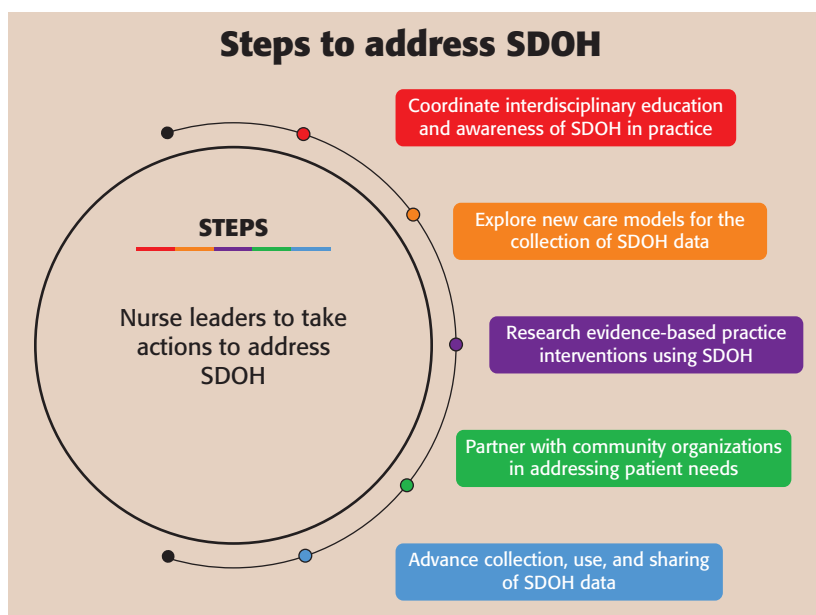 Steps to address SDOH
Coordinate interdisciplinary education
and awareness of SDOH in practice
STEPS
Explore new care models for the
collection of SDOH data
Nurse leaders to take
actions to address
SDOH
Research evidence-based practice
interventions using SDOH
Partner with community organizations
in addressing patient needs
Advance collection, use, and sharing
of SDOH data